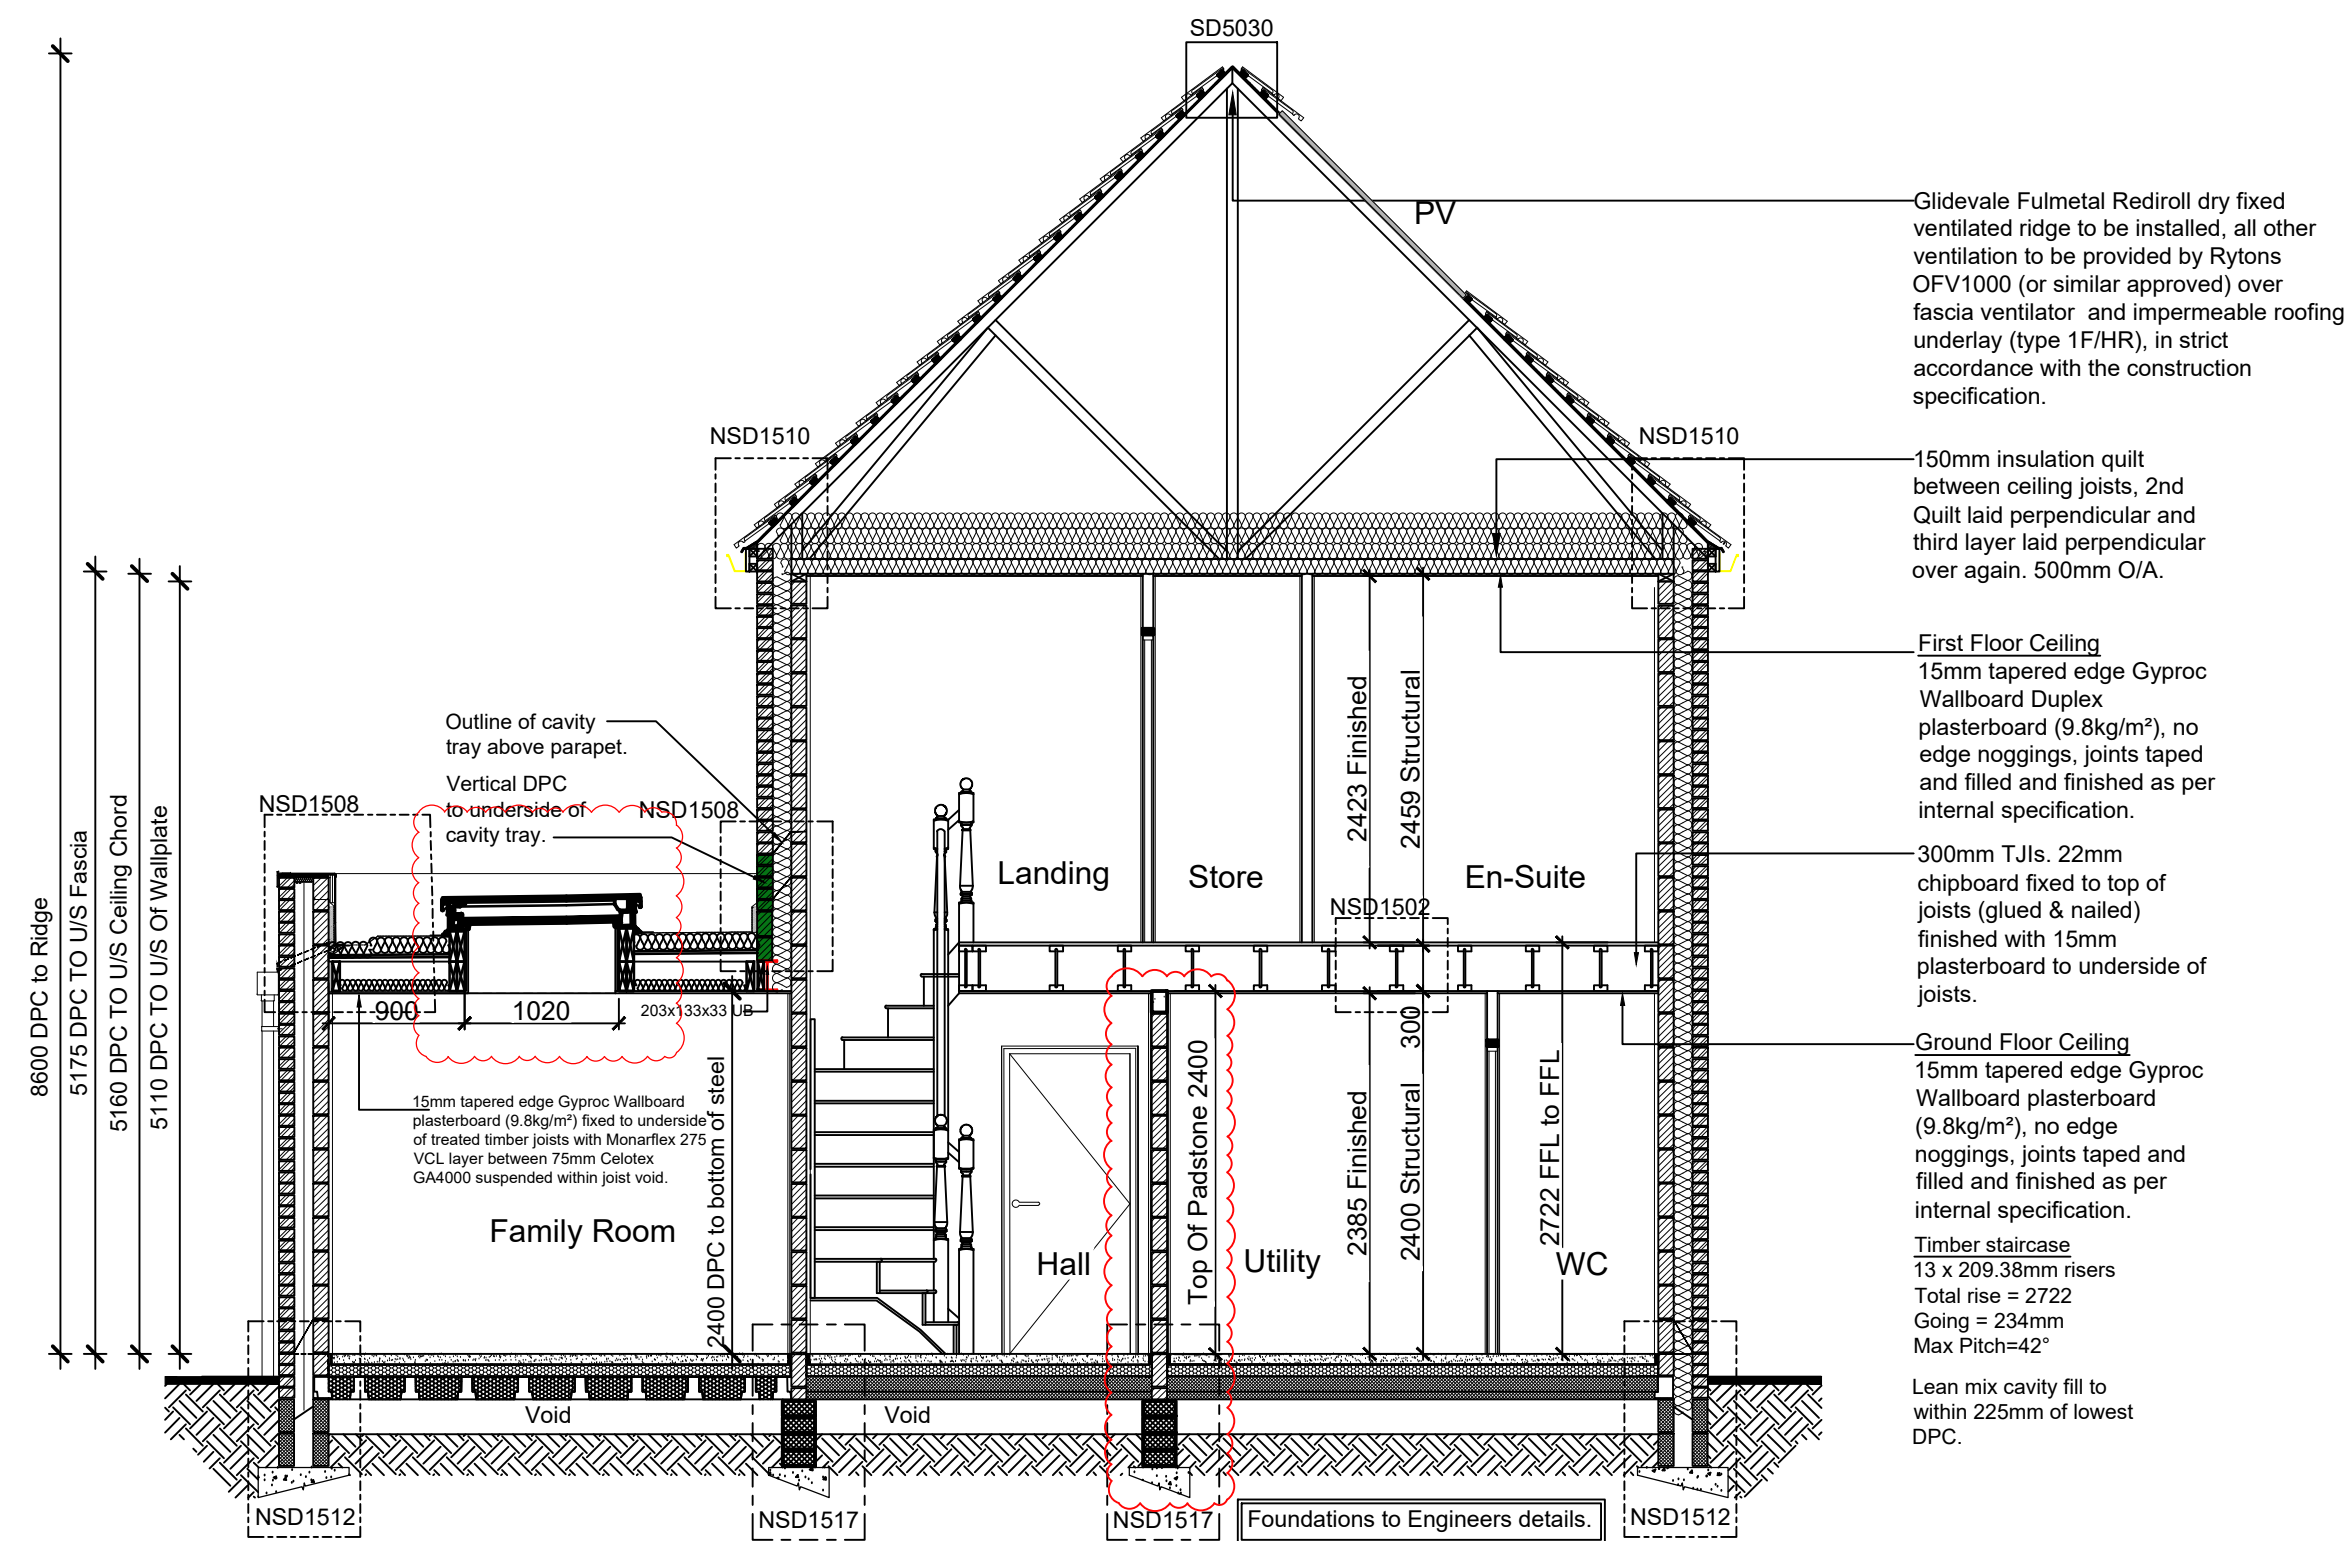 SD5030
PV
Glidevale Fulmetal Rediroll dry fixed
ventilated ridge to be installed, all other
ventilation to be provided by Rytons
OFV1000 (or similar approved) over
fascia ventilator and impermeable roofing
underlay (type 1F/HR), in strict
accordance with the construction
specification.
NSD1510
NSD1510
150mm insulation quilt
between ceiling joists, 2nd
Quilt laid perpendicular and
third layer laid perpendicular
over again. 500mm O/A.
First Floor Ceiling
15mm tapered edge Gyproc
Wallboard Duplex
plasterboard (9.8kg/m²), no
edge noggings, joints taped
and filled and finished as per
internal specification.
300mm TJIs. 22mm
chipboard fixed to top of
joists (glued & nailed)
finished with 15mm
plasterboard to underside of
joists.
Ground Floor Ceiling
15mm tapered edge Gyproc
Wallboard plasterboard
(9.8kg/m²), no edge
noggings, joints taped and
filled and finished as per
internal specification.
Timber staircase
13 x 209.38mm risers
Total rise = 2722
Going = 234mm
Max Pitch=42°
Lean mix cavity fill to
within 225mm of lowest
DPC.
8600 DPC to Ridge
5175 DPC TO U/S Fascia
5160 DPC TO U/S Ceiling Chord
5110 DPC TO U/S Of Wallplate
Outline of cavity
tray above parapet.
Vertical DPC
to underside of
cavity tray.
NSD1508
NSD1508
2423 Finished
2459 Structural
Landing
Store
En-Suite
NSD1502
900
1020
203x133x33 UB
300
15mm tapered edge Gyproc Wallboard
plasterboard (9.8kg/m²) fixed to underside
of treated timber joists with Monarflex 275
VCL layer between 75mm Celotex
GA4000 suspended within joist void.
2400 DPC to bottom of steel
Top Of Padstone 2400
2385 Finished
2400 Structural
2722 FFL to FFL
Family Room
Hall
Utility
WC
Void
Void
NSD1512
NSD1517
NSD1517
Foundations to Engineers details.
NSD1512